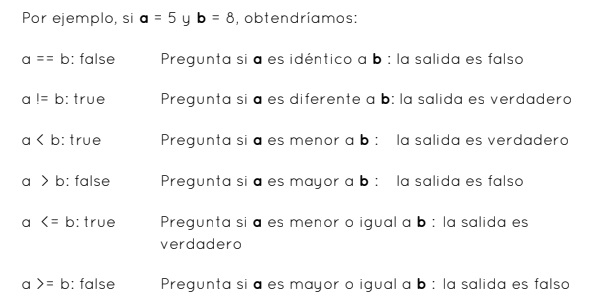 Por ejemplo, si a = 5 y b = 8, obtendríamos:
a == b: false Pregunta si a es idéntico a b : la salida es falso
a != b: true Pregunta si a es diferente a b: la salida es verdadero
a < b: true Pregunta si a es menor a b : la salida es verdadero
a > b: false Pregunta si a es mayor a b : la salida es falso
a <= b: true Pregunta si a es menor o igual a b : la salida es
verdadero
a >= b: false Pregunta si a es mayor o igual a b : la salida es falso